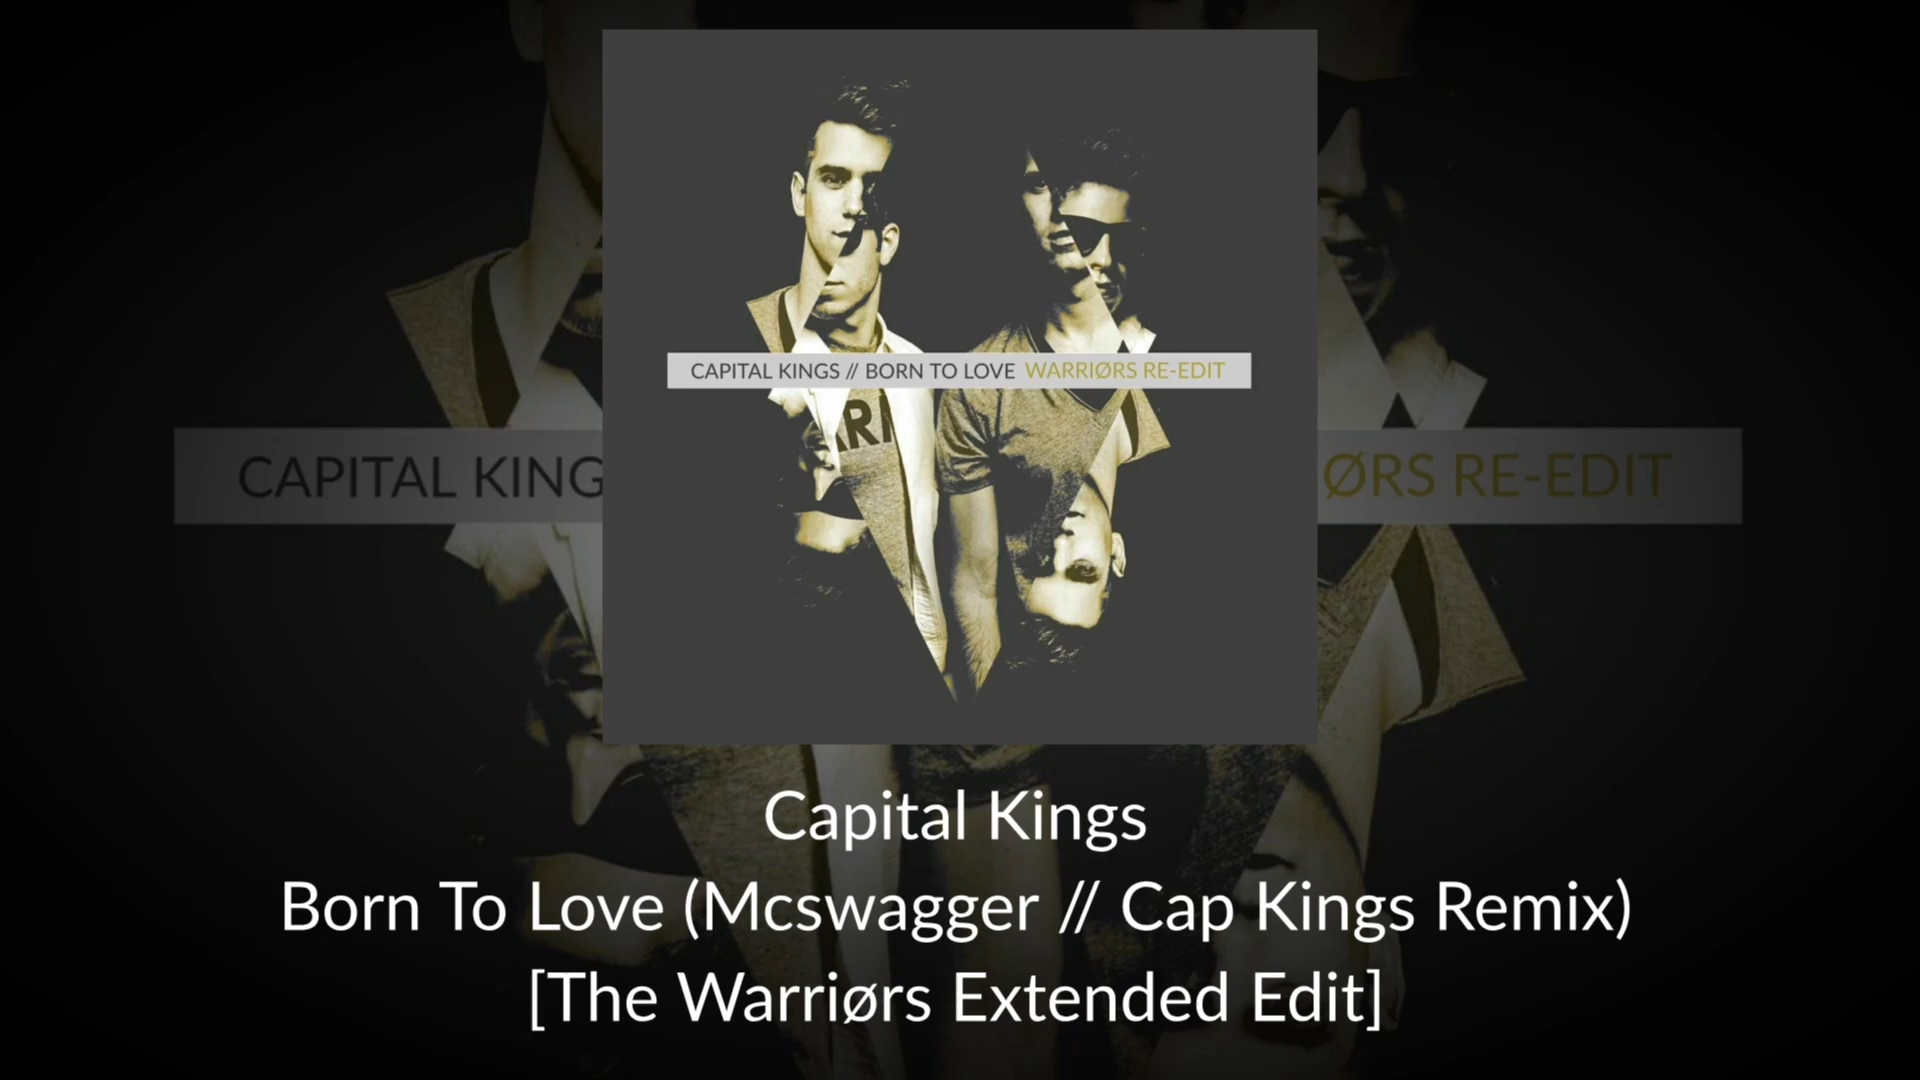 CAPITAL KINGS // BORN TO LOVE WARRIØRS RE-EDIT
ARM
CAPITAL KING
ØRS RE-EDIT
Capital Kings
Born To Love (Mcswagger // Cap Kings Remix)
[The Warriørs Extended Edit]